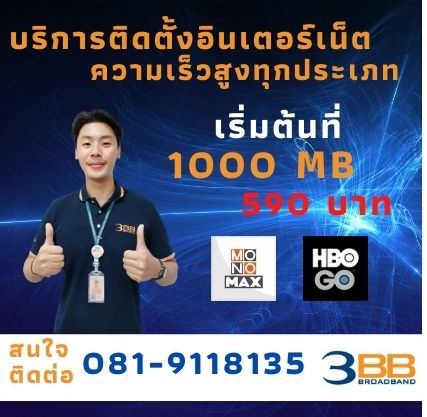 บริการติดตั้งอินเตอร์เน็ต
ความเร็วสูงทุกประเภท
เริ่มต้นที่
1000 MB
590 บาท
3BB
MO
NO
MAX
HBO
GO
สนใจ
ติดต่อ
081-9118135
3BB
BROADBAND